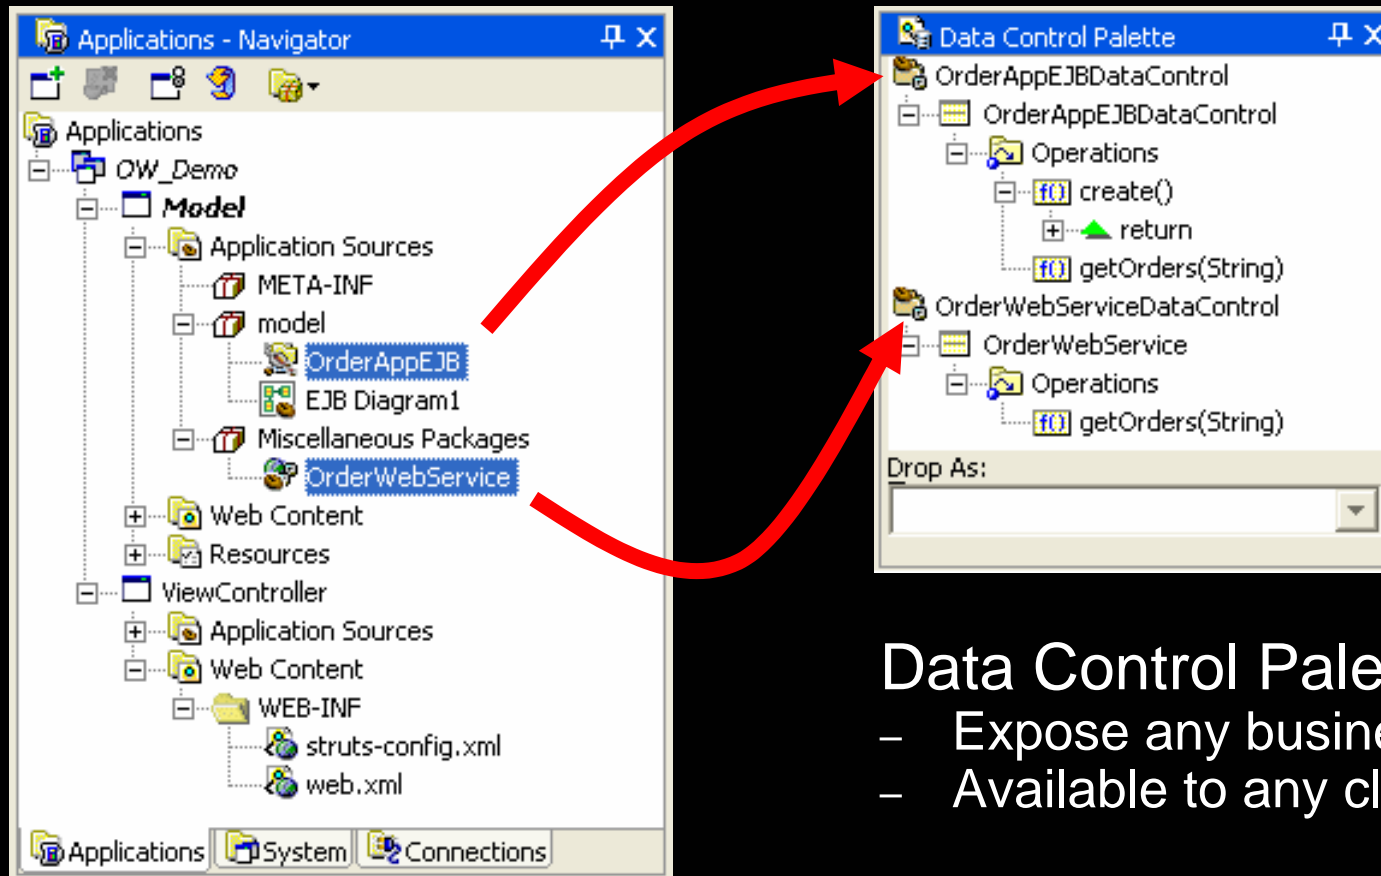 Applications - Navigator
Applications
OW_Demo
Model
Application Sources
META-INF
model
OrderAppEJB
EJB Diagram1
Miscellaneous Packages
OrderWebService
Web Content
Resources
ViewController
Application Sources
Web Content
WEB-INF
struts-config.xml
web.xml
Applications System Connections
Data Control Palette
OrderAppEJBDataControl
OrderAppEJBDataControl
Operations
f() create()
return
f() getOrders(String)
OrderWebServiceDataControl
OrderWebService
Operations
f() getOrders(String)
Drop As:
Data Control Pale
– Expose any busine
– Available to any cl